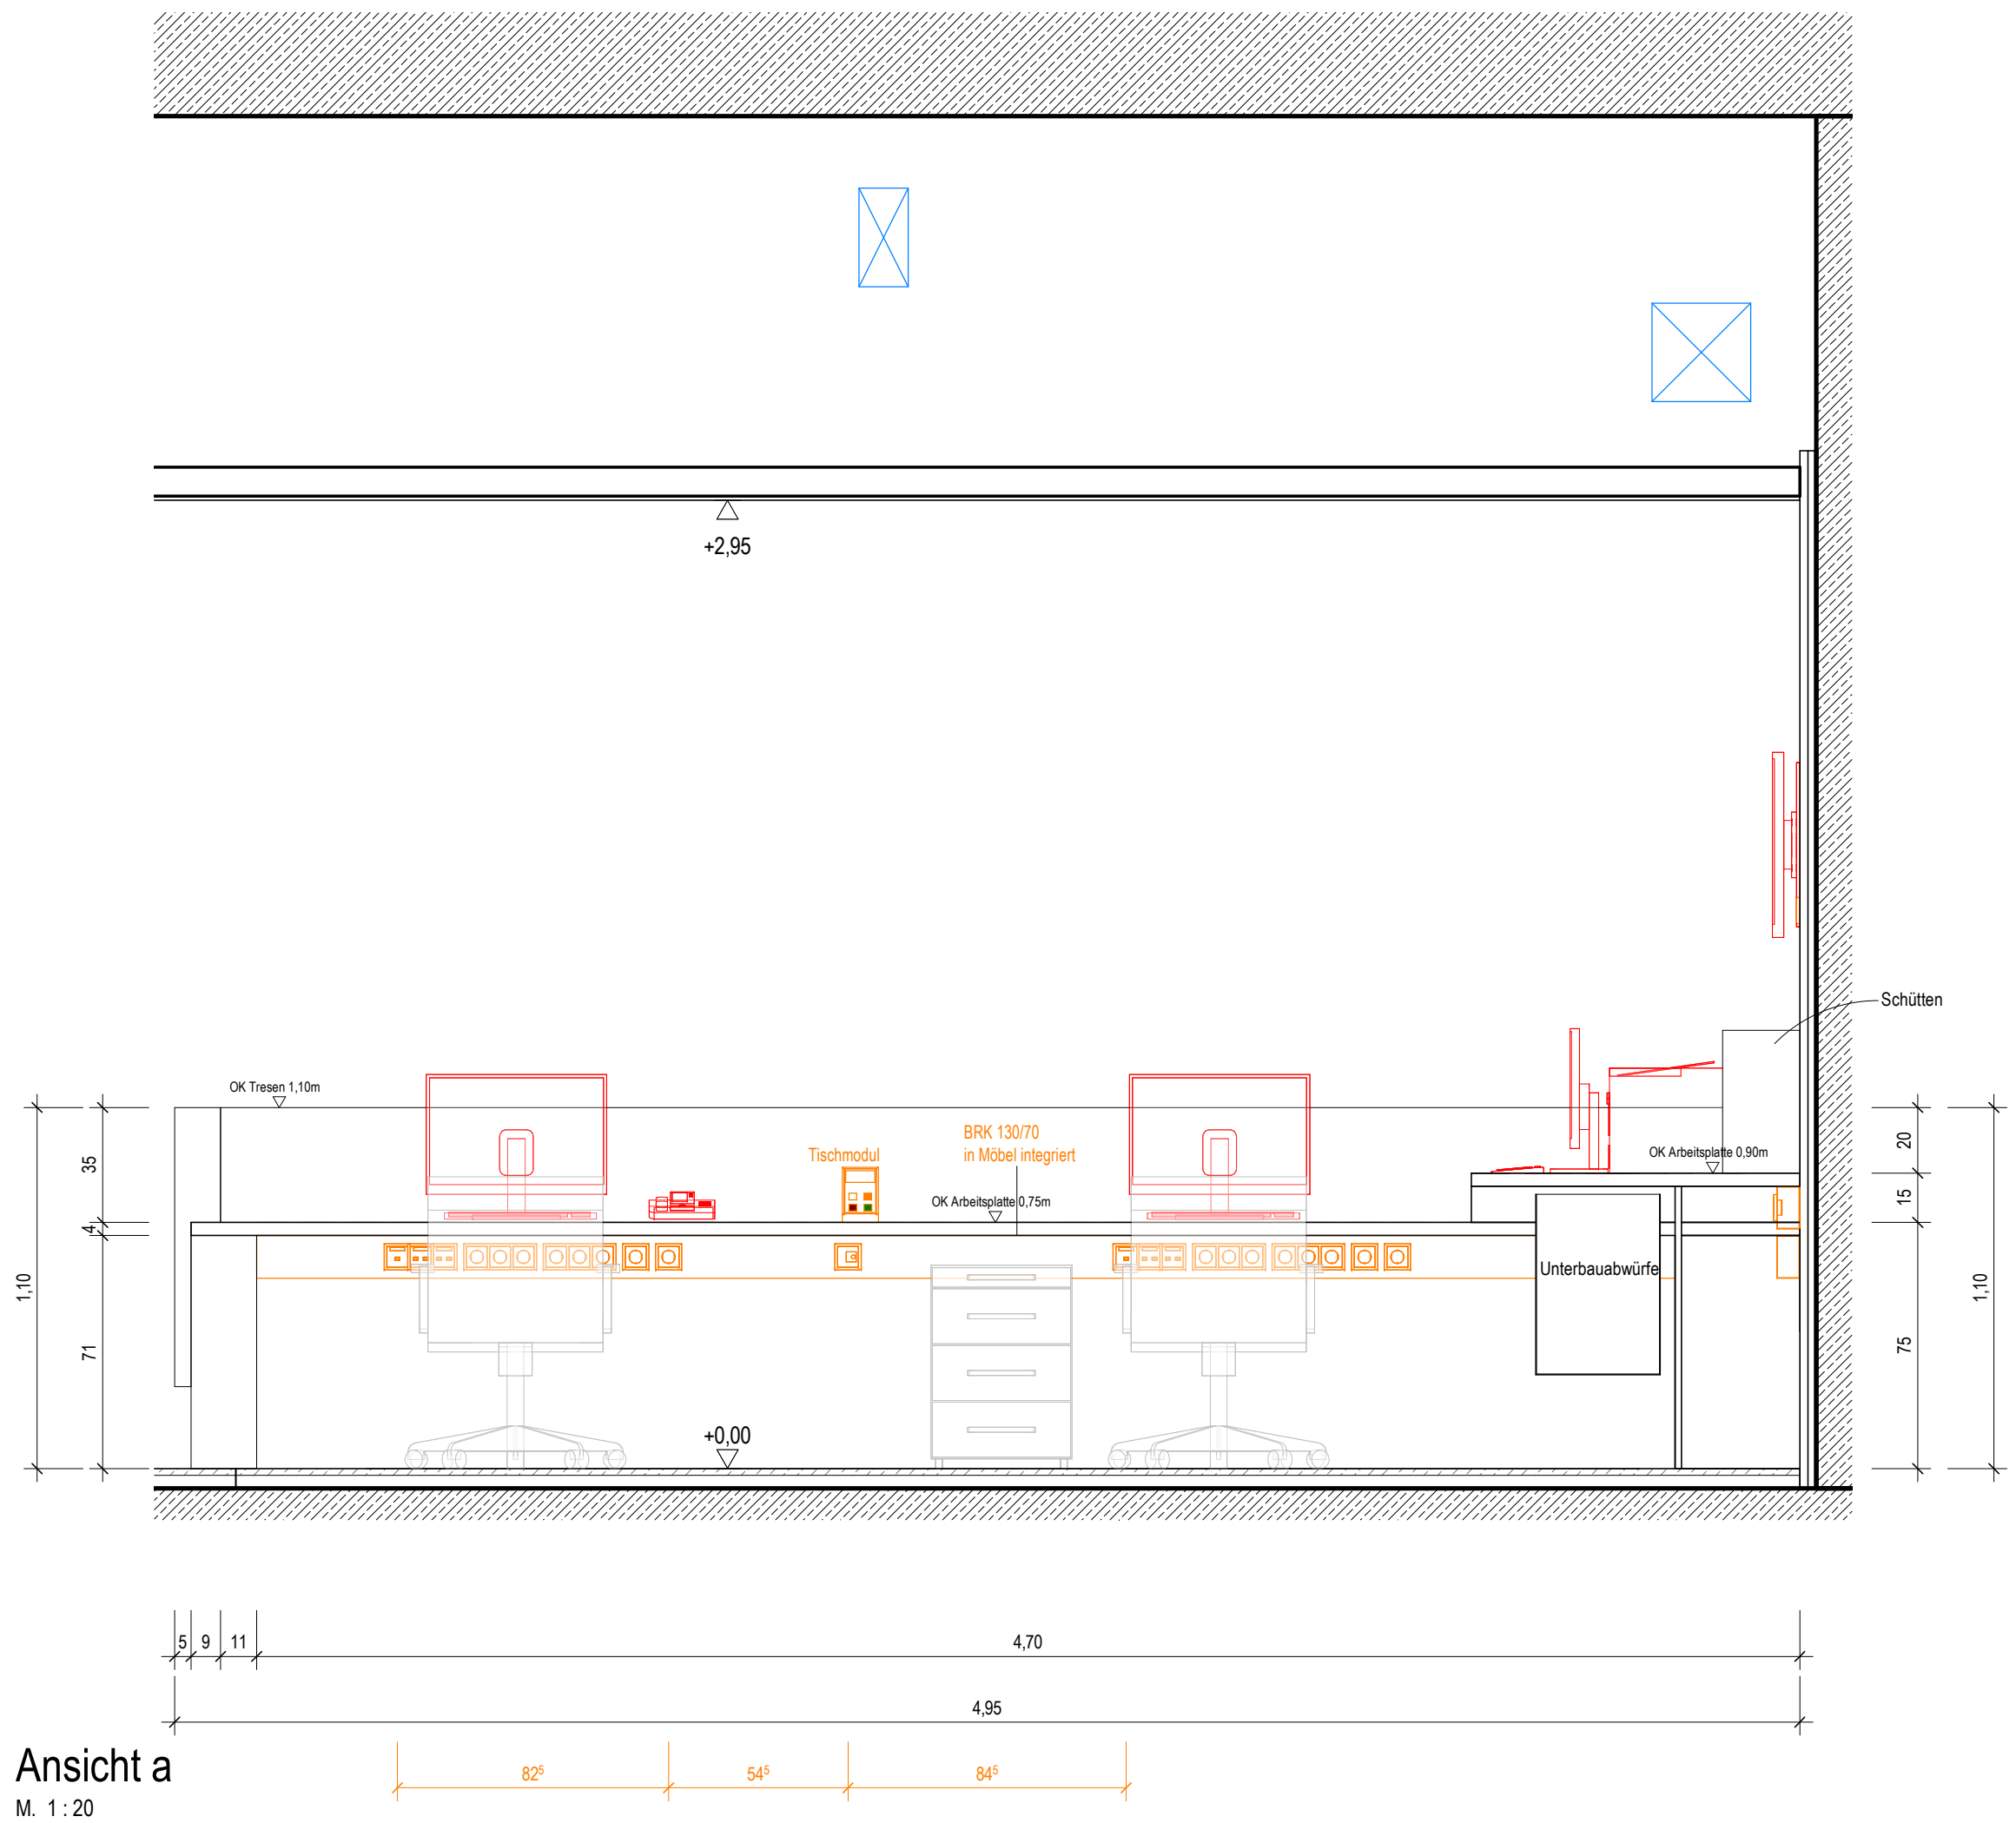 +2,95
Schütten
OK Tresen 1,10m
BRK 130/70
in Möbel integriert
Tischmodul
OK Arbeitsplatte 0,90m
OK Arbeitsplatte 0,75m
35
4
71
1,10
20
15
75
1,10
Unterbauabwürfe
+0,00
5 9 11 4,70
4,95
82⁵ 54⁵ 84⁵
Ansicht a
M. 1 : 20